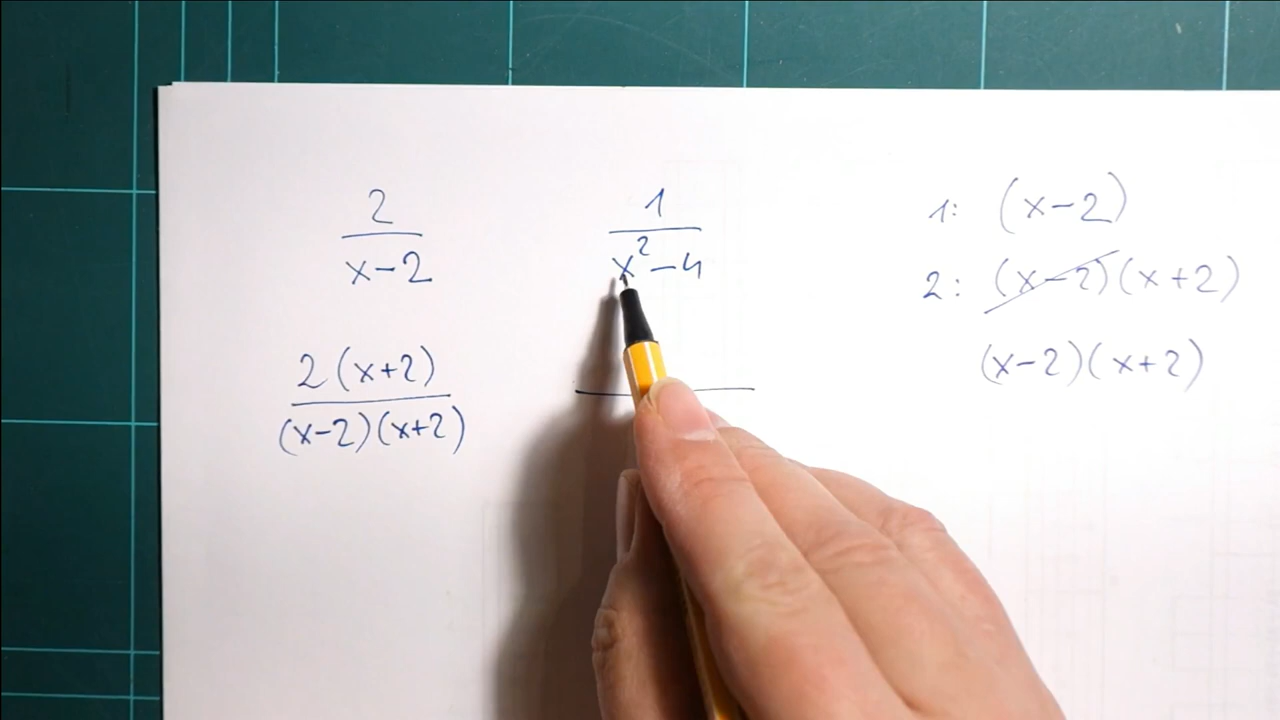 2/(x-2)
1/(x²-4)
2(x+2)/((x-2)(x+2))
1: (x-2)
2: (x-2)(x+2)
(x-2)(x+2)